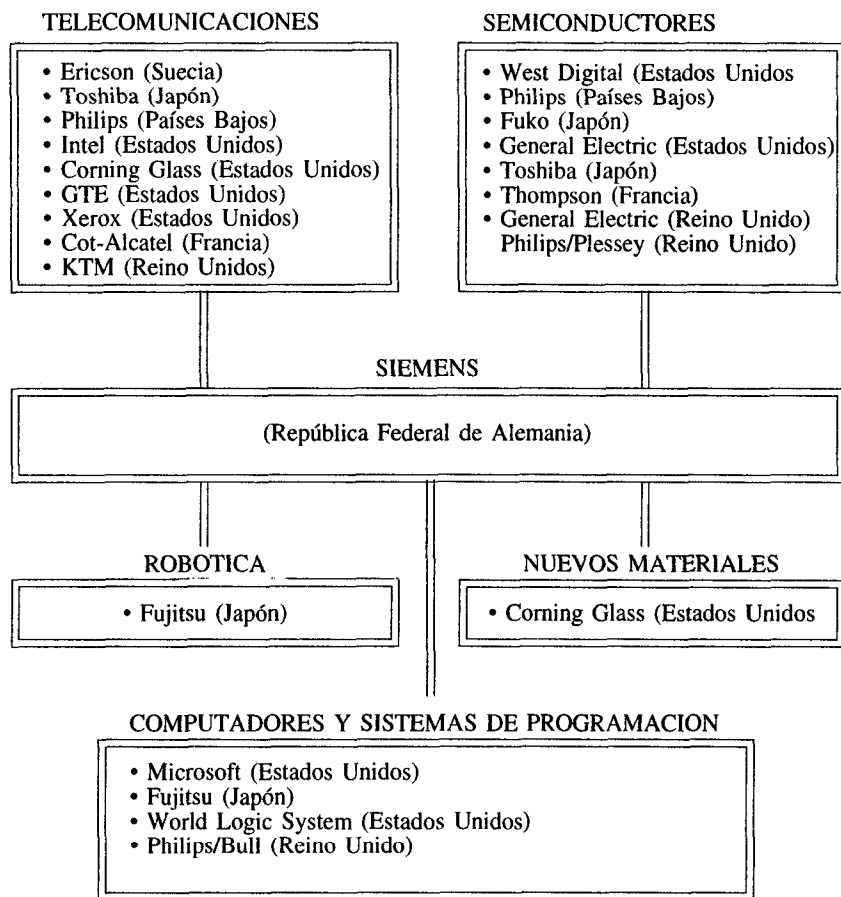 TELECOMUNICACIONES
• Ericson (Suecia)
• Toshiba (Japón)
• Philips (Países Bajos)
• Intel (Estados Unidos)
• Corning Glass (Estados Unidos)
• GTE (Estados Unidos)
• Xerox (Estados Unidos)
• Cot-Alcatel (Francia)
• KTM (Reino Unidos)
SEMICONDUCTORES
• West Digital (Estados Unidos
• Philips (Países Bajos)
• Fuko (Japón)
• General Electric (Estados Unidos)
• Toshiba (Japón)
• Thompson (Francia)
• General Electric (Reino Unido)
Philips/Plessey (Reino Unido)
SIEMENS
(República Federal de Alemania)
ROBOTICA
• Fujitsu (Japón)
NUEVOS MATERIALES
• Corning Glass (Estados Unidos
COMPUTADORES Y SISTEMAS DE PROGRAMACION
• Microsoft (Estados Unidos)
• Fujitsu (Japón)
• World Logic System (Estados Unidos)
• Philips/Bull (Reino Unido)